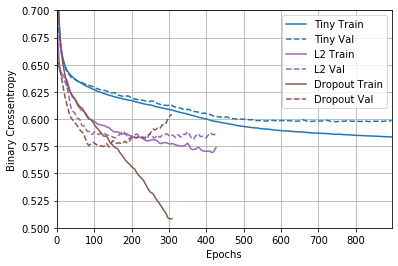 0.700
0.675
0.650
0.625
0.600
0.575
0.550
0.525
0.500
Binary Crossentropy
0 100 200 300 400 500 600 700 800
Epochs
Tiny Train
Tiny Val
L2 Train
L2 Val
Dropout Train
Dropout Val